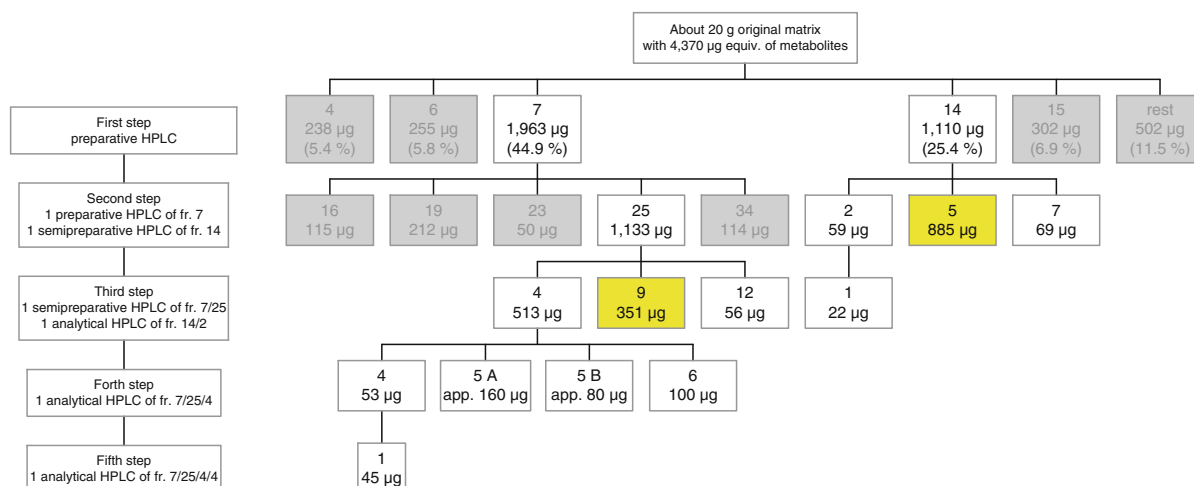 About 20 g original matrix
with 4,370 µg equiv. of metabolites
First step
preparative HPLC
4
238 µg
(5.4 %)
6
255 µg
(5.8 %)
7
1,963 µg
(44.9 %)
14
1,110 µg
(25.4 %)
15
302 µg
(6.9 %)
rest
502 µg
(11.5 %)
Second step
1 preparative HPLC of fr. 7
1 semipreparative HPLC of fr. 14
16
115 µg
19
212 µg
23
50 µg
25
1,133 µg
34
114 µg
2
59 µg
5
885 µg
7
69 µg
Third step
1 semipreparative HPLC of fr. 7/25
1 analytical HPLC of fr. 14/2
4
513 µg
9
351 µg
12
56 µg
1
22 µg
Forth step
1 analytical HPLC of fr. 7/25/4
4
53 µg
5 A
app. 160 µg
5 B
app. 80 µg
6
100 µg
Fifth step
1 analytical HPLC of fr. 7/25/4/4
1
45 µg